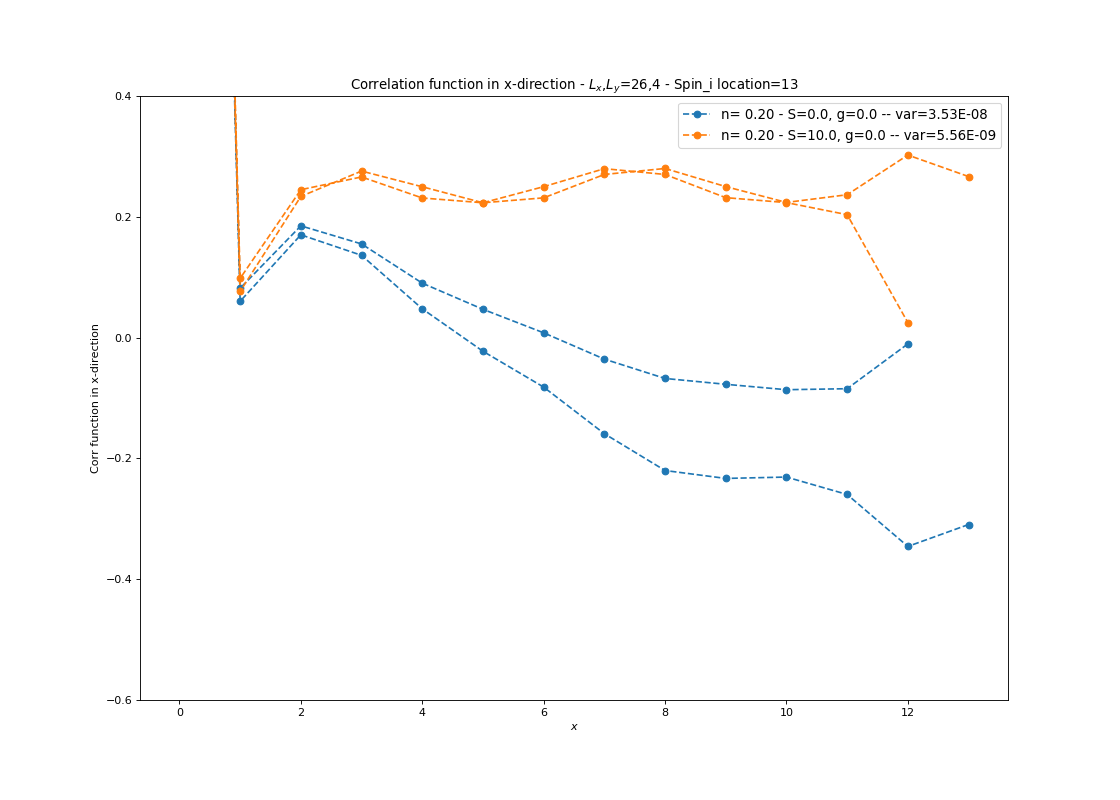 Correlation function in x-direction - Lx,Ly=26,4 - Spin_i location=13
n= 0.20 - S=0.0, g=0.0 -- var=3.53E-08
n= 0.20 - S=10.0, g=0.0 -- var=5.56E-09
Corr function in x-direction
0.4
0.2
0.0
−0.2
−0.4
−0.6
0 2 4 6 8 10 12
x